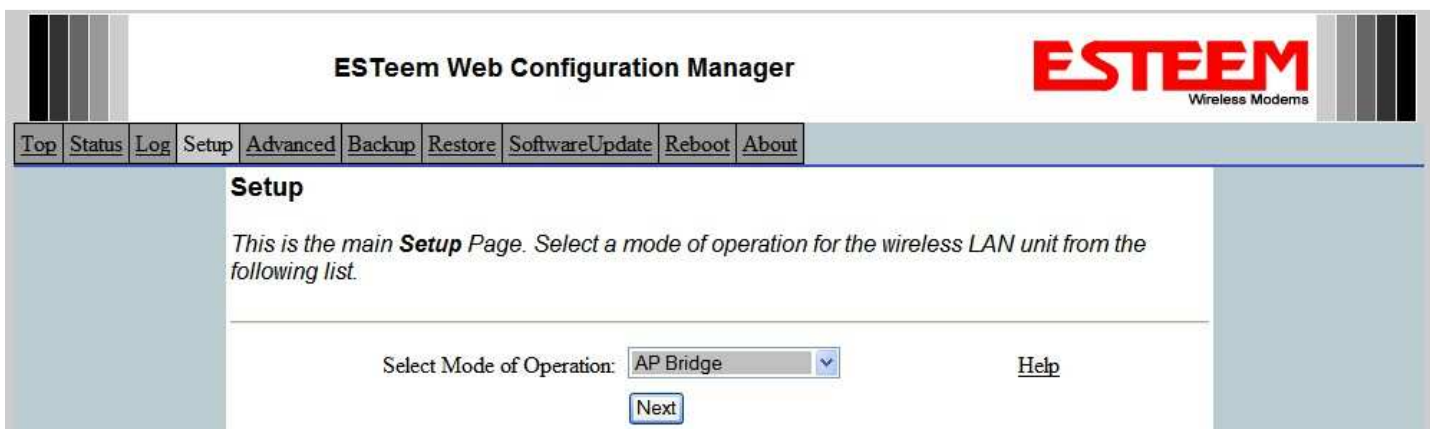 ESTeem Web Configuration Manager
ESTEEM
Wireless Modems
Top Status Log Setup Advanced Backup Restore SoftwareUpdate Reboot About
Setup
This is the main Setup Page. Select a mode of operation for the wireless LAN unit from the
following list.
Select Mode of Operation: AP Bridge Help
Next